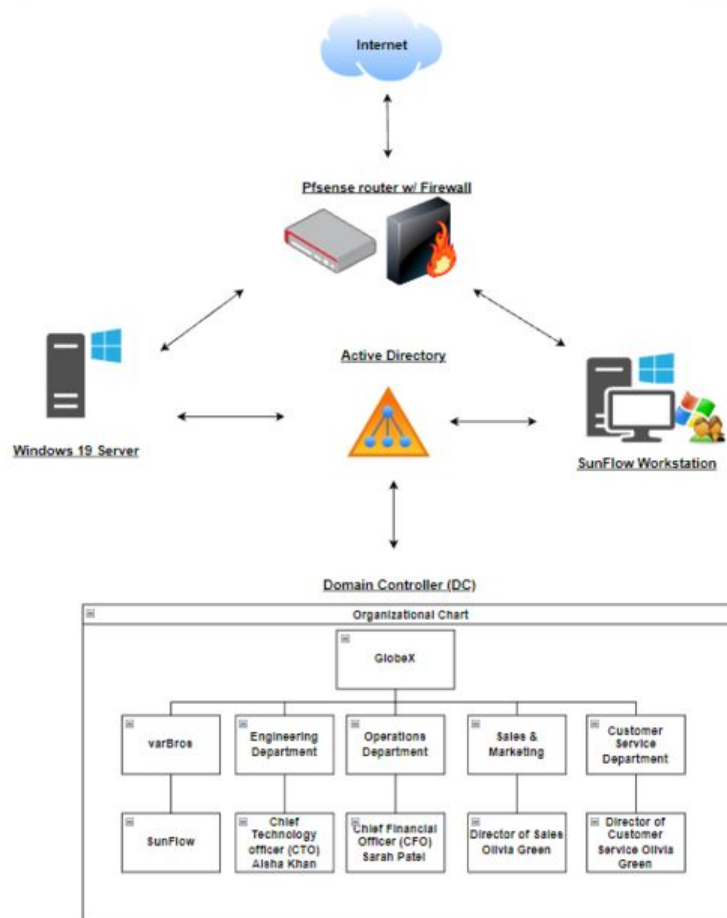 Internet
Pfsense router w/ Firewall
Active Directory
Windows 19 Server
SunFlow Workstation
Domain Controller (DC)
Organizational Chart
GlobeX
varBros
Engineering
Department
Operations
Department
Sales &
Marketing
Customer
Service
Department
SunFlow
Chief
Technology
officer (CTO)
Aisha Khan
Chief Financial
Officer (CFO)
Sarah Patel
Director of Sales
Olivia Green
Director of
Customer
Service Olivia
Green